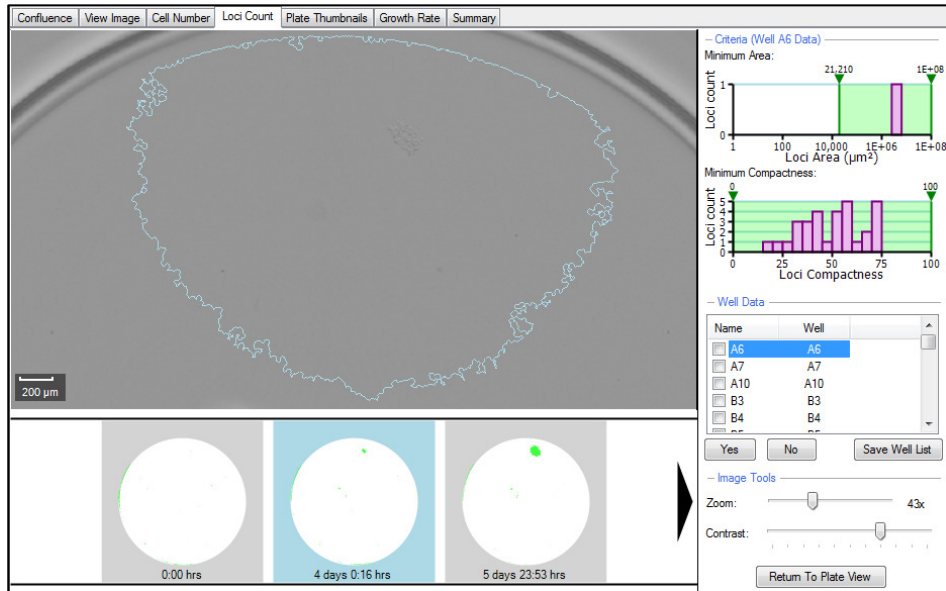 Confluence View Image Cell Number Loci Count Plate Thumbnails Growth Rate Summary
200 µm
0:00 hrs
4 days 0:16 hrs
5 days 23:53 hrs
Criteria (Well A6 Data)
Minimum Area:
21,210 1E+08
Loci count
1
0
1 100 10,000 1E+06 1E+08
Loci Area (µm²)
Minimum Compactness:
0 100
Loci count
5
4
3
2
1
0
0 25 50 75 100
Loci Compactness
Well Data
Name Well
A6 A6
A7 A7
A10 A10
B3 B3
B4 B4
Yes No Save Well List
Image Tools
Zoom: 43x
Contrast:
Return To Plate View